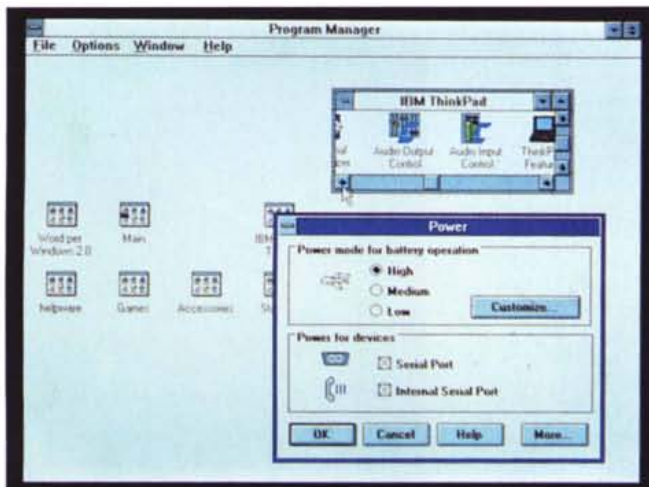 Program Manager
File Options Window Help
IBM ThinkPad
Audio Output
Control
Audio Input
Control
Word per
Windows 2.0
Main
helpware
Games
Accessories
Power
Power mode for battery operation
High
Medium
Low
Customize...
Power for devices
Serial Port
Internal Serial Port
OK
Cancel
Help
More...